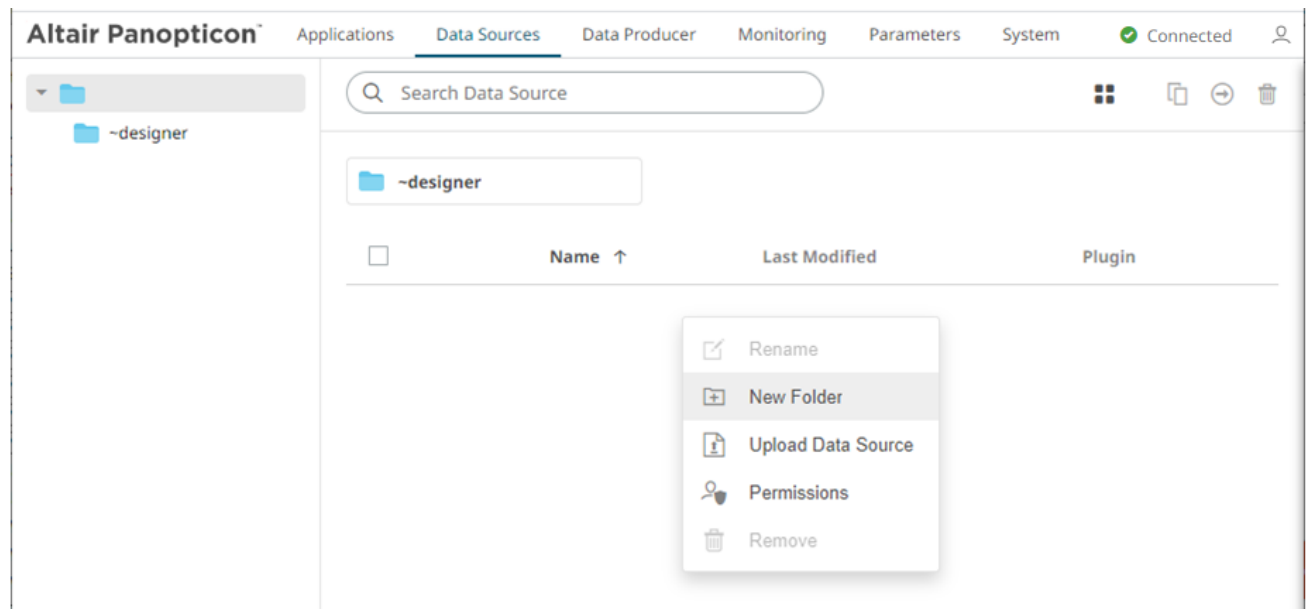 Altair Panopticon™ Applications Data Sources Data Producer Monitoring Parameters System Connected
Search Data Source
~designer
~designer
Name ↑ Last Modified Plugin
Rename
New Folder
Upload Data Source
Permissions
Remove